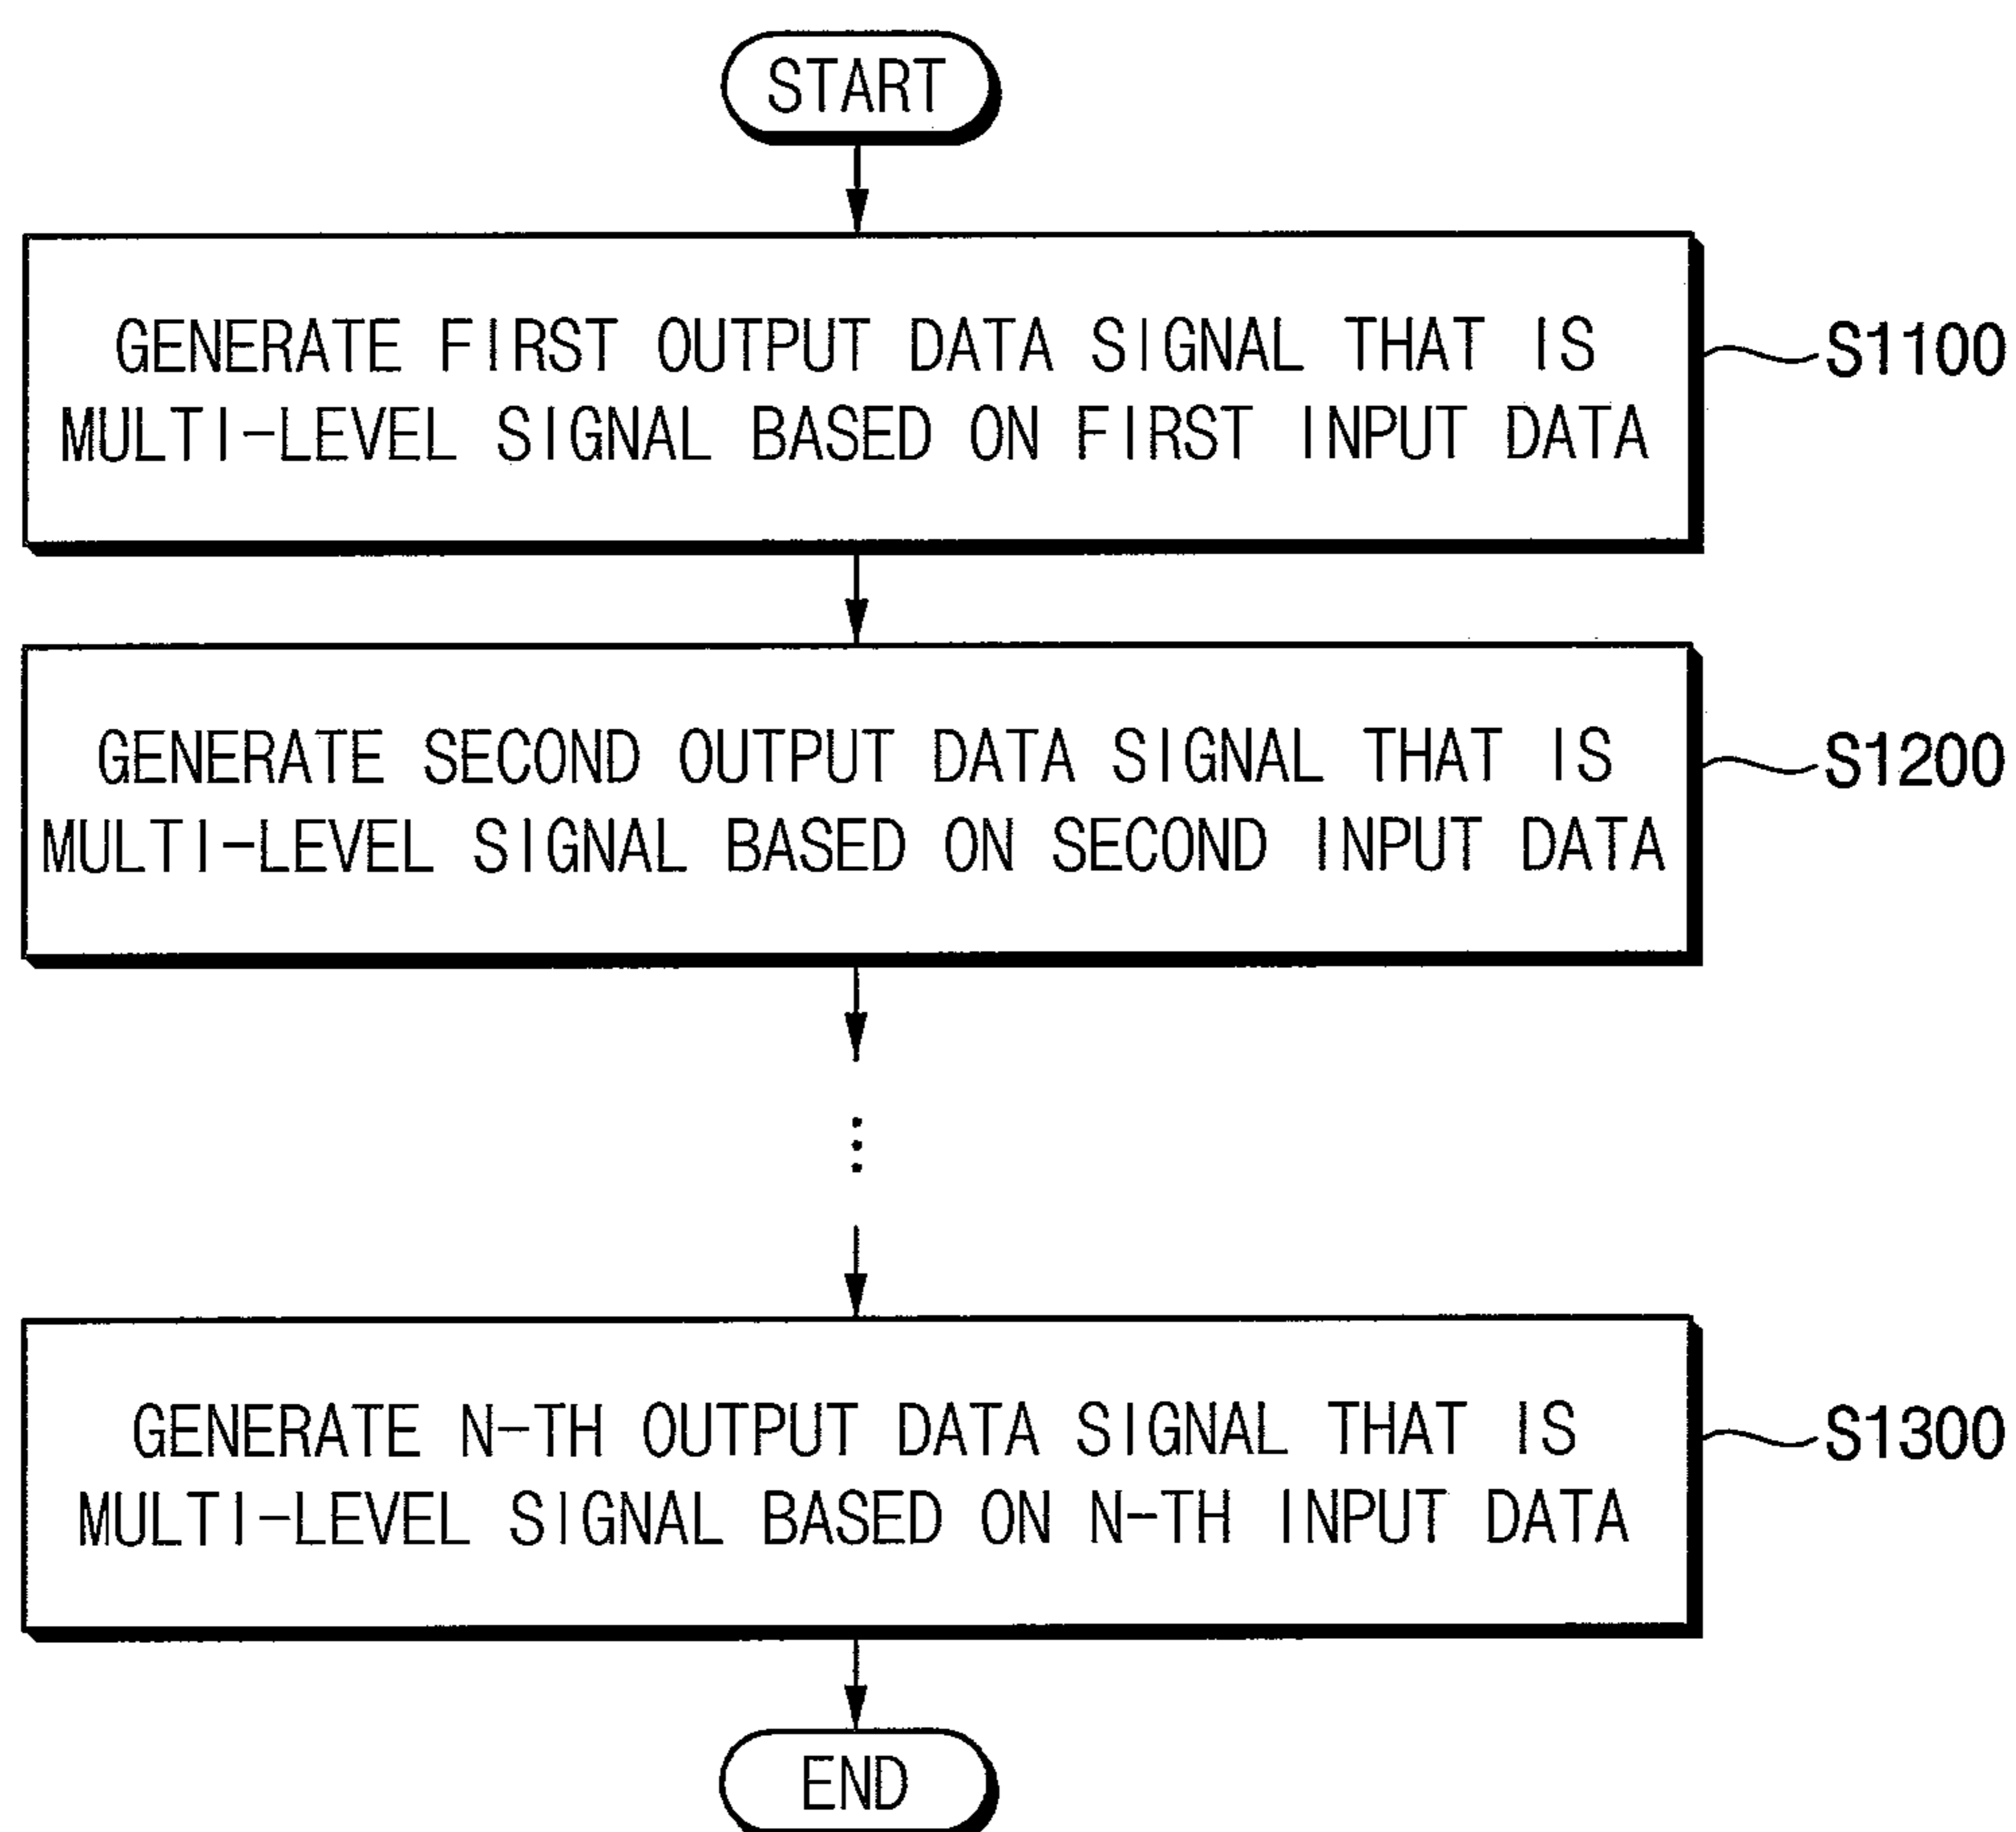 START
GENERATE FIRST OUTPUT DATA SIGNAL THAT IS
MULTI-LEVEL SIGNAL BASED ON FIRST INPUT DATA
S1100
GENERATE SECOND OUTPUT DATA SIGNAL THAT IS
MULTI-LEVEL SIGNAL BASED ON SECOND INPUT DATA
S1200
GENERATE N-TH OUTPUT DATA SIGNAL THAT IS
MULTI-LEVEL SIGNAL BASED ON N-TH INPUT DATA
S1300
END